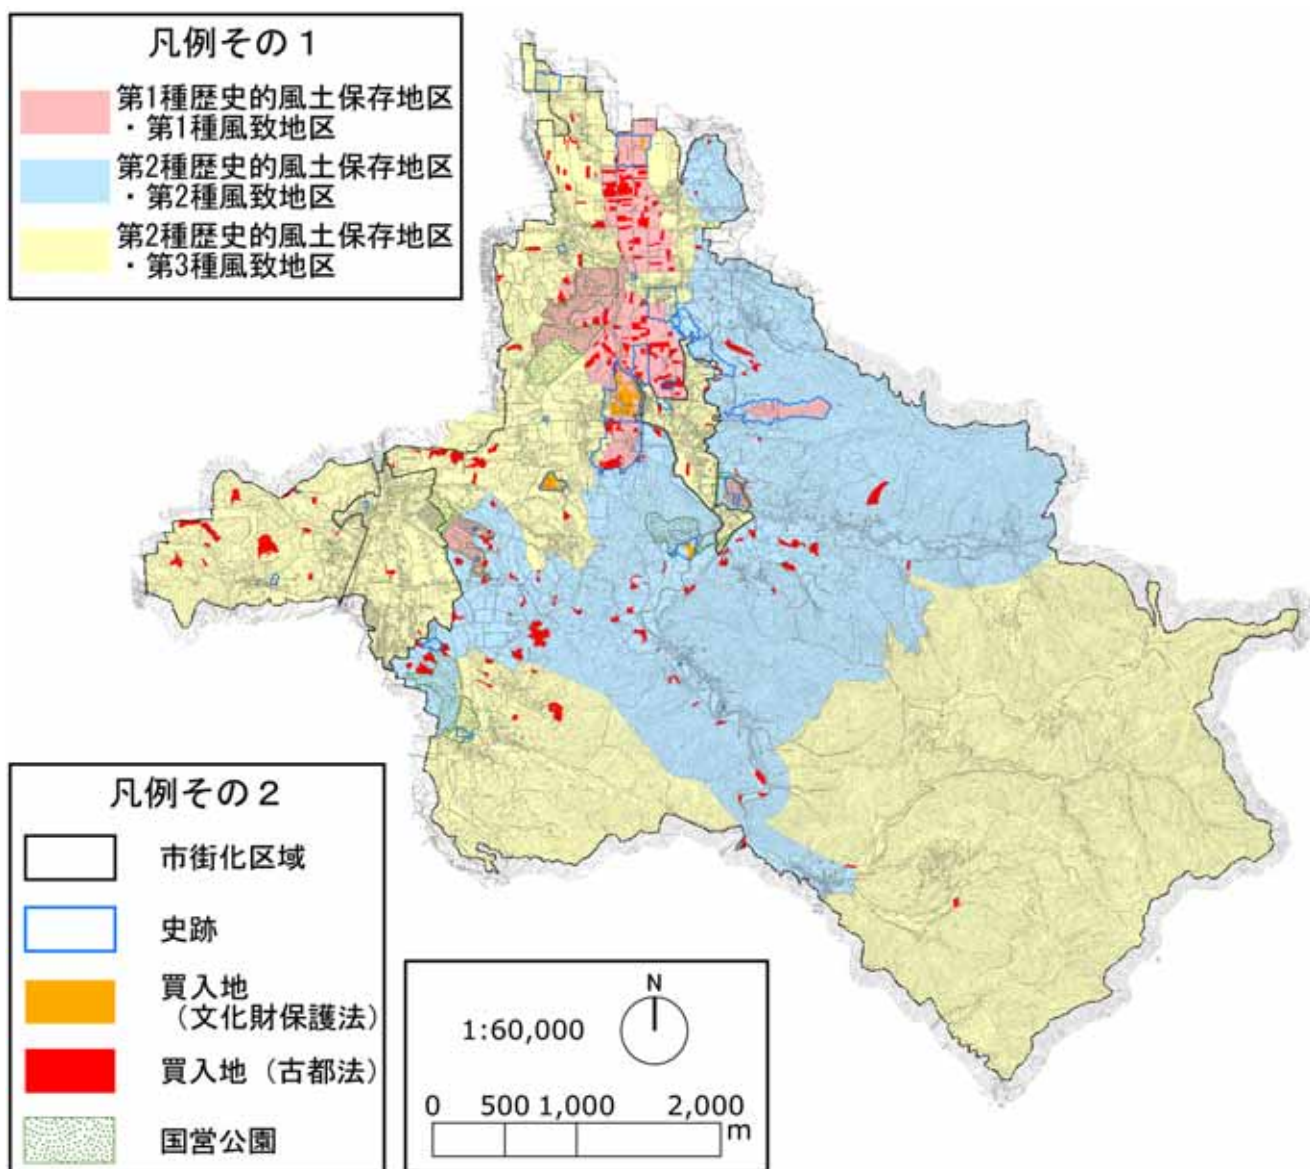 凡例その１
第1種歴史的風土保存地区
・第1種風致地区
第2種歴史的風土保存地区
・第2種風致地区
第2種歴史的風土保存地区
・第3種風致地区
凡例その２
市街化区域
史跡
買入地
（文化財保護法）
買入地（古都法）
国営公園
N
1:60,000
0 500 1,000 2,000
m